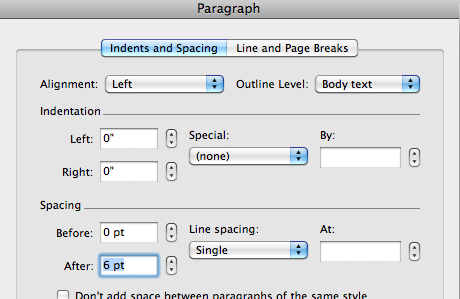 Paragraph
Indents and Spacing Line and Page Breaks
Alignment: Left Outline Level: Body text
Indentation
Left: 0" Special: By:
(none)
Right: 0"
Spacing
Before: 0 pt Line spacing: At:
Single
After: 6 pt
Don't add space between paragraphs of the same style